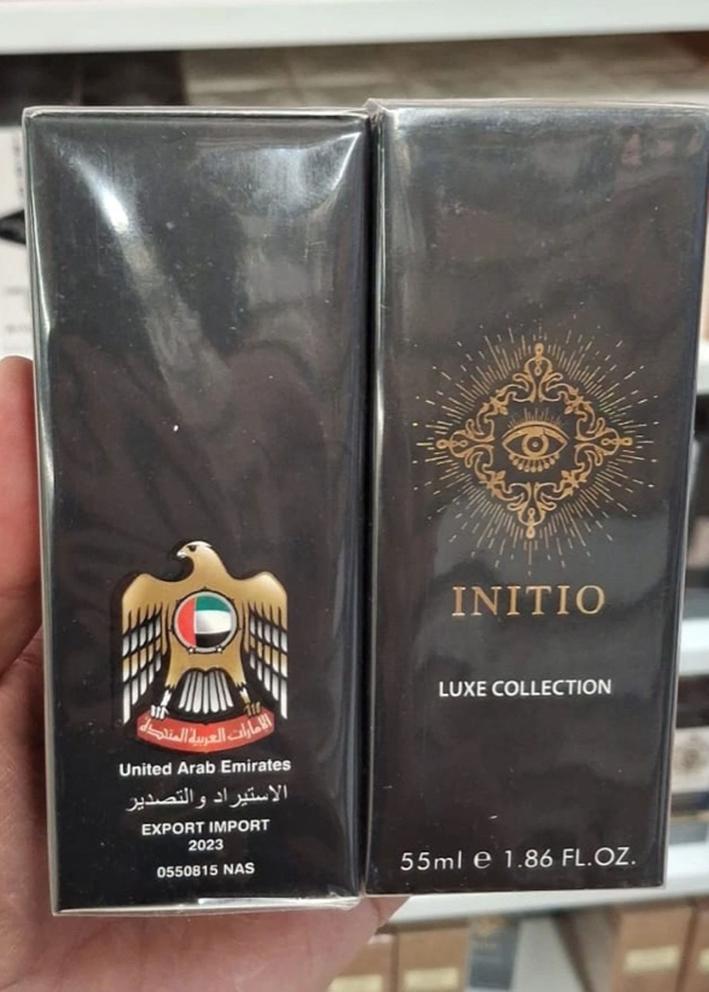 الامارات العربية المتحدة
United Arab Emirates
الاستيراد والتصدير
EXPORT IMPORT
2023
0550815 NAS
INITIO
LUXE COLLECTION
55ml e 1.86 FL.OZ.